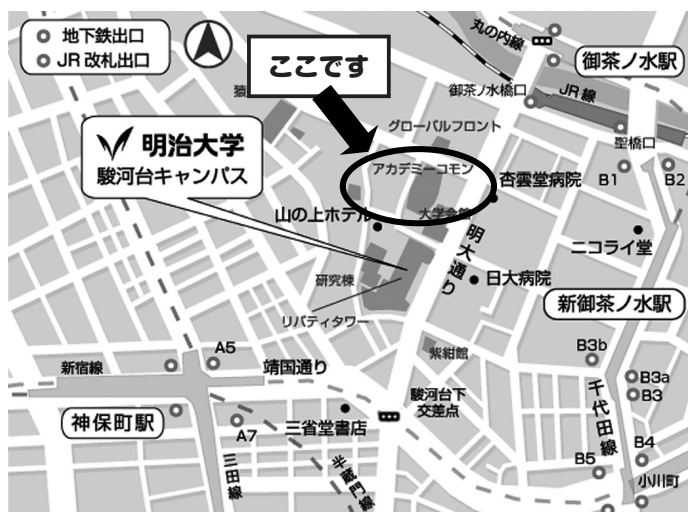 地下鉄出口
JR 改札出口
ここです
丸の内線
御茶ノ水駅
御茶ノ水橋口
JR 線
猿
グローバルフロント
聖橋口
明治大学
駿河台キャンパス
アカデミーコモン
杏雲堂病院
B1
B2
山の上ホテル
大学会館
明大通り
ニコライ堂
研究棟
日大病院
新御茶ノ水駅
リバティタワー
紫紺館
B3b
新宿線
A5
靖国通り
B3a
B3
千代田線
駿河台下
交差点
神保町駅
A7
三省堂書店
三田線
半蔵門線
B4
B5
小川町